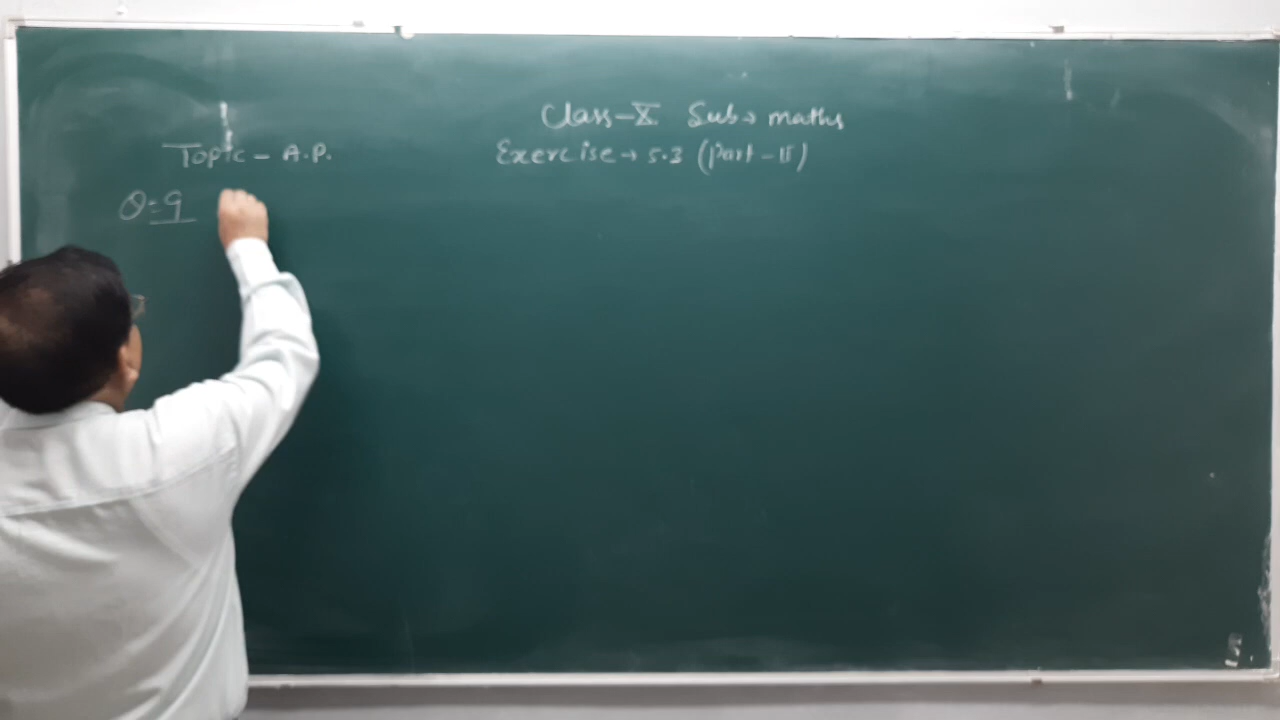 Class-X Sub→ maths
Topic - A.P.
Exercise→ 5.3 (Part-II)
Q=9